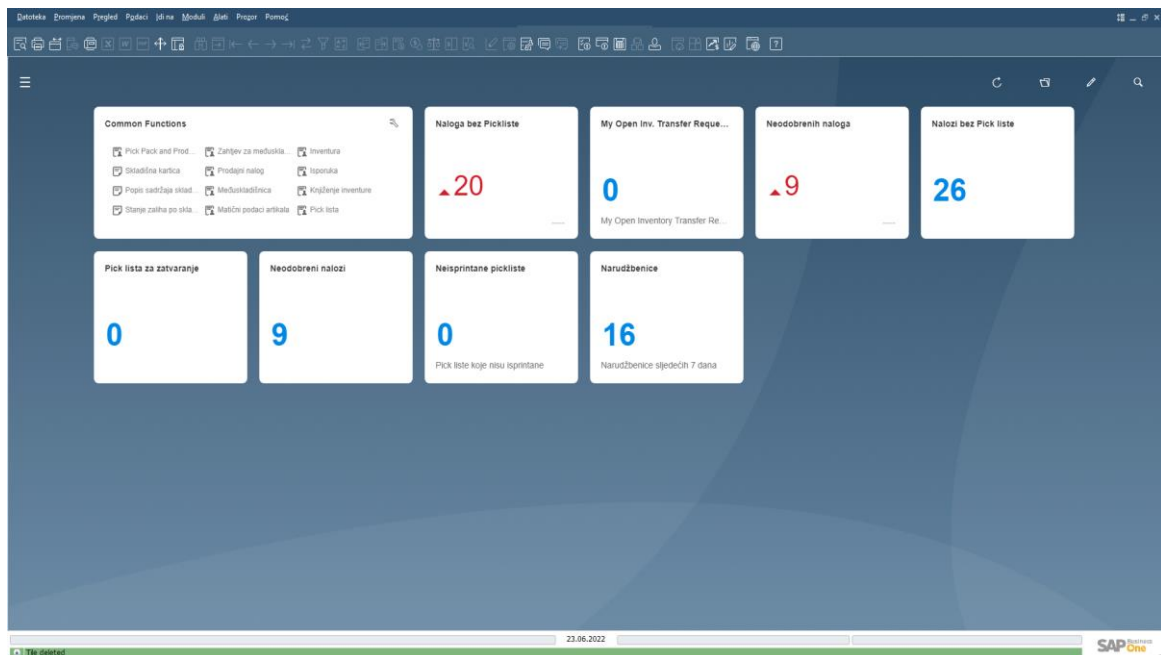 Datoteka Promjena Pregled Podaci Idi na Moduli Alati Prozor Pomoć
Common Functions
Pick Pack and Prod... Zahtjev za međuskla... Inventura
Skladišna kartica Prodajni nalog Isporuka
Popis sadržaja sklad... Međuskladišnica Knjiženje inventure
Stanje zaliha po skla... Matični podaci artikala Pick lista
Naloga bez Pickliste
20
My Open Inv. Transfer Reque...
0
My Open Inventory Transfer Re...
Neodobrenih naloga
9
Nalozi bez Pick liste
26
Pick lista za zatvaranje
0
Neodobreni nalozi
9
Neisprintane pickliste
0
Pick liste koje nisu isprintane
Narudžbenice
16
Narudžbenice sljedećih 7 dana
23.06.2022
Tile deleted
SAP Business One